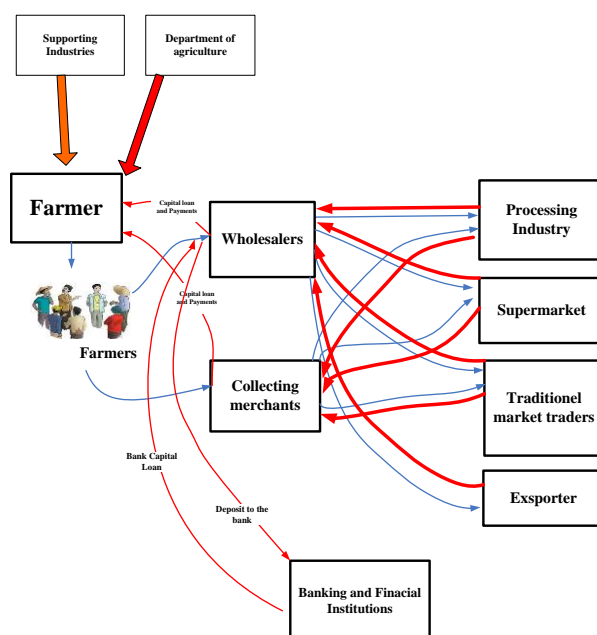 Supporting
Industries
Department of
agriculture
Farmer
Capital loan
and Payments
Wholesalers
Processing
Industry
Capital loan
and Payments
Supermarket
Farmers
Collecting
merchants
Traditionel
market traders
Bank Capital
Loan
Exsporter
Deposit to the
bank
Banking and Finacial
Institutions